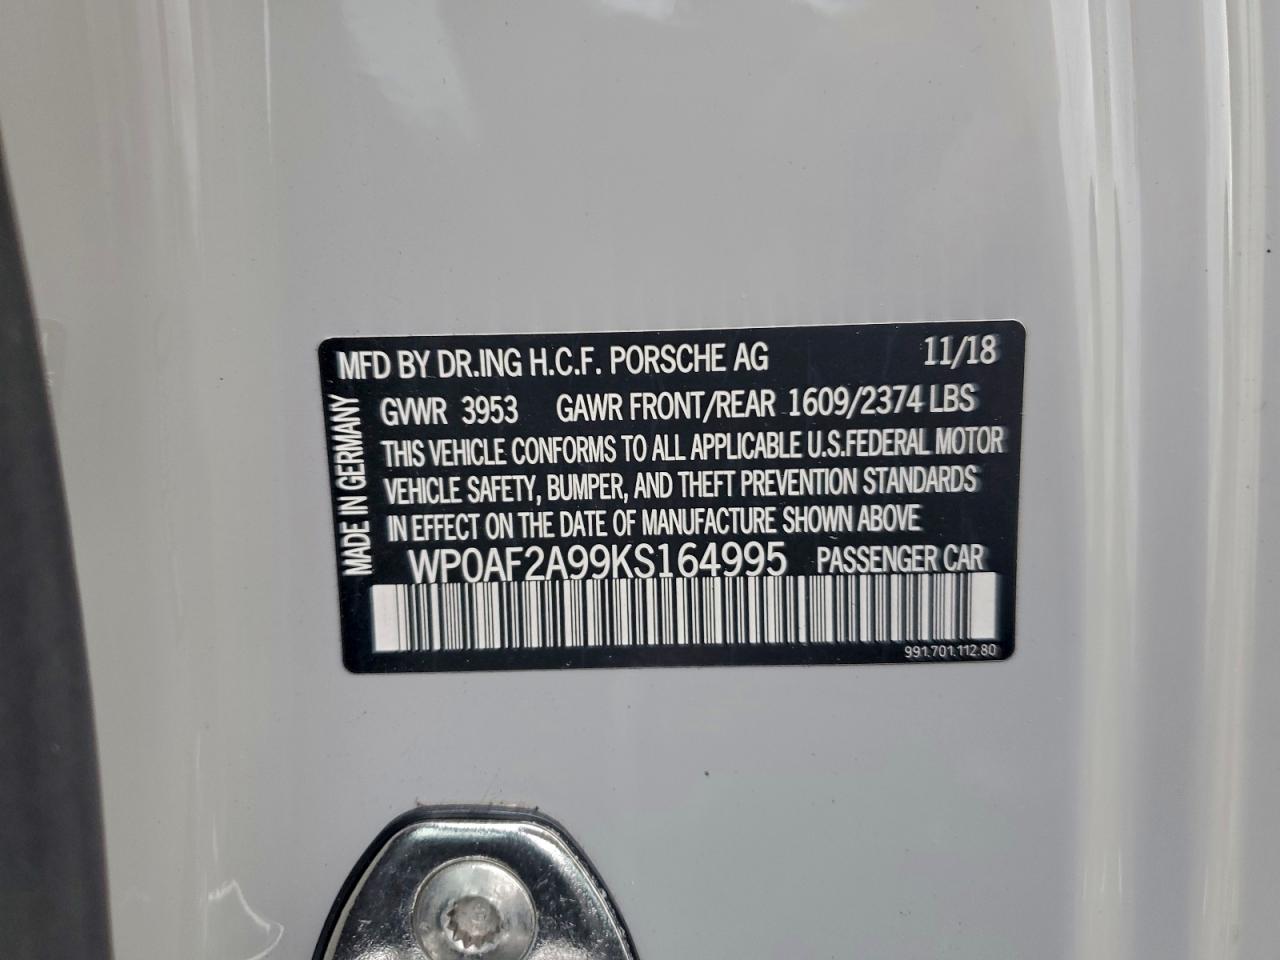 MFD BY DR.ING H.C.F. PORSCHE AG 11/18
GVWR 3953 GAWR FRONT/REAR 1609/2374 LBS
THIS VEHICLE CONFORMS TO ALL APPLICABLE U.S.FEDERAL MOTOR
VEHICLE SAFETY, BUMPER, AND THEFT PREVENTION STANDARDS
IN EFFECT ON THE DATE OF MANUFACTURE SHOWN ABOVE
WP0AF2A99KS164995 PASSENGER CAR
991.701.112.80
MADE IN GERMANY